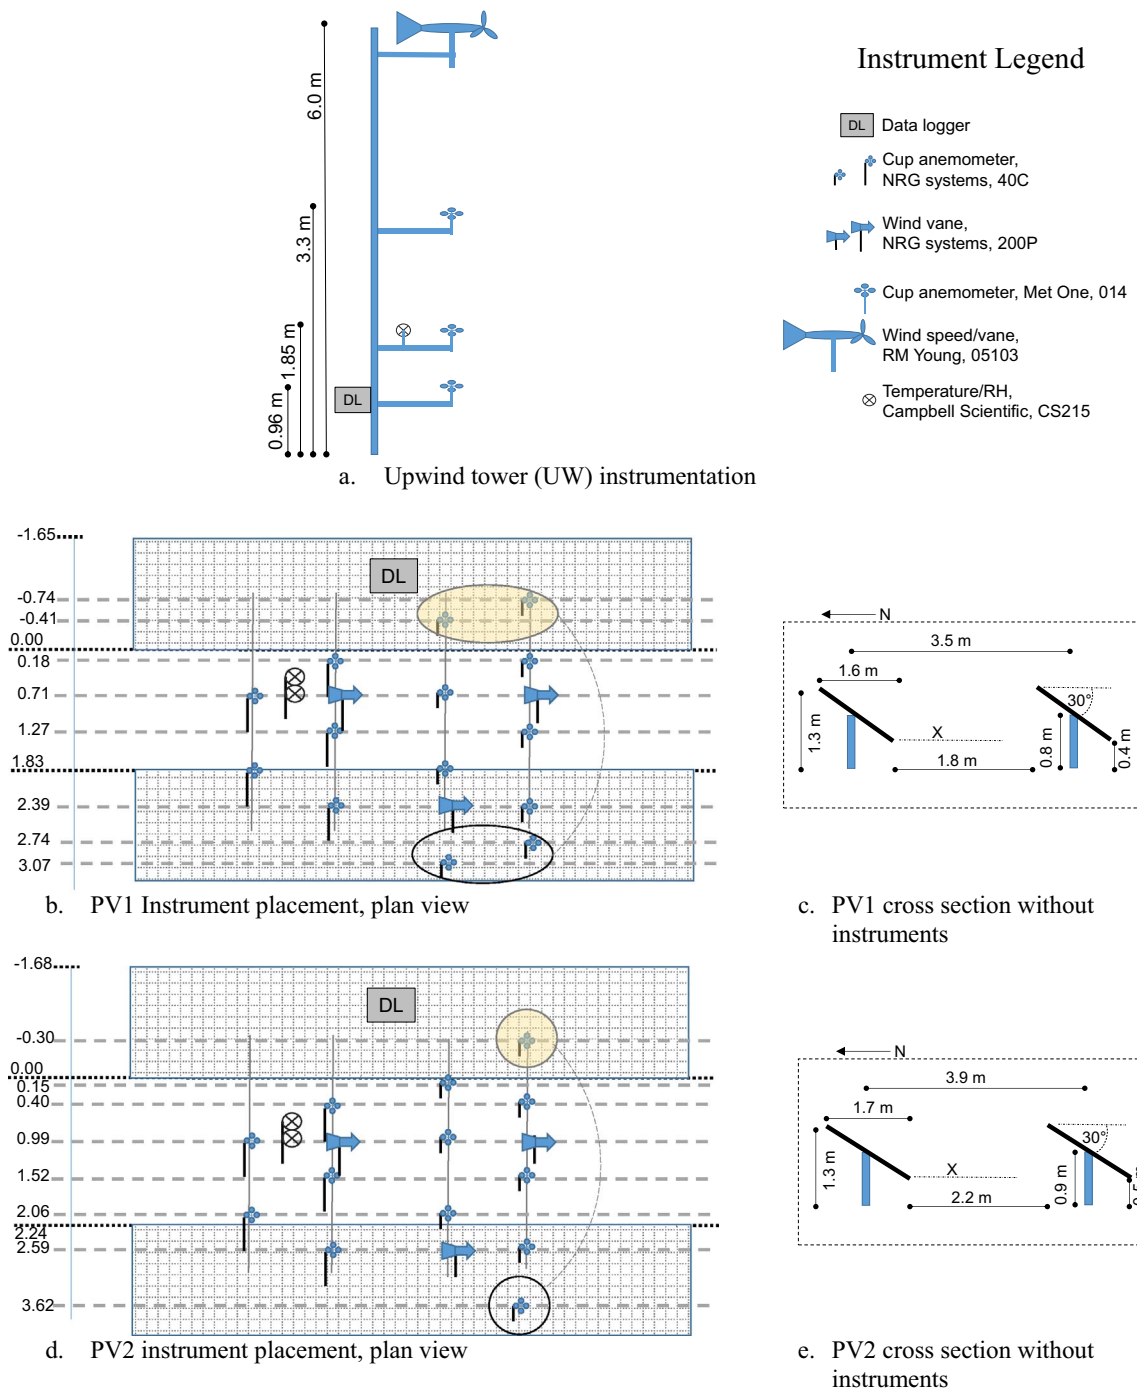 6.0 m
3.3 m
1.85 m
0.96 m
DL
Instrument Legend
DL Data logger
Cup anemometer,
NRG systems, 40C
Wind vane,
NRG systems, 200P
Cup anemometer, Met One, 014
Wind speed/vane,
RM Young, 05103
Temperature/RH,
Campbell Scientific, CS215
a. Upwind tower (UW) instrumentation
-1.65
DL
-0.74
-0.41
0.00
0.18
0.71
1.27
1.83
2.39
2.74
3.07
b. PV1 Instrument placement, plan view
N
3.5 m
1.6 m
30°
1.3 m
X
0.8 m
0.4 m
1.8 m
c. PV1 cross section without
instruments
-1.68
DL
-0.30
0.00
0.15
0.40
0.99
1.52
2.06
2.24
2.59
3.62
d. PV2 instrument placement, plan view
N
3.9 m
1.7 m
30°
1.3 m
X
0.9 m
2.2 m
e. PV2 cross section without
instruments